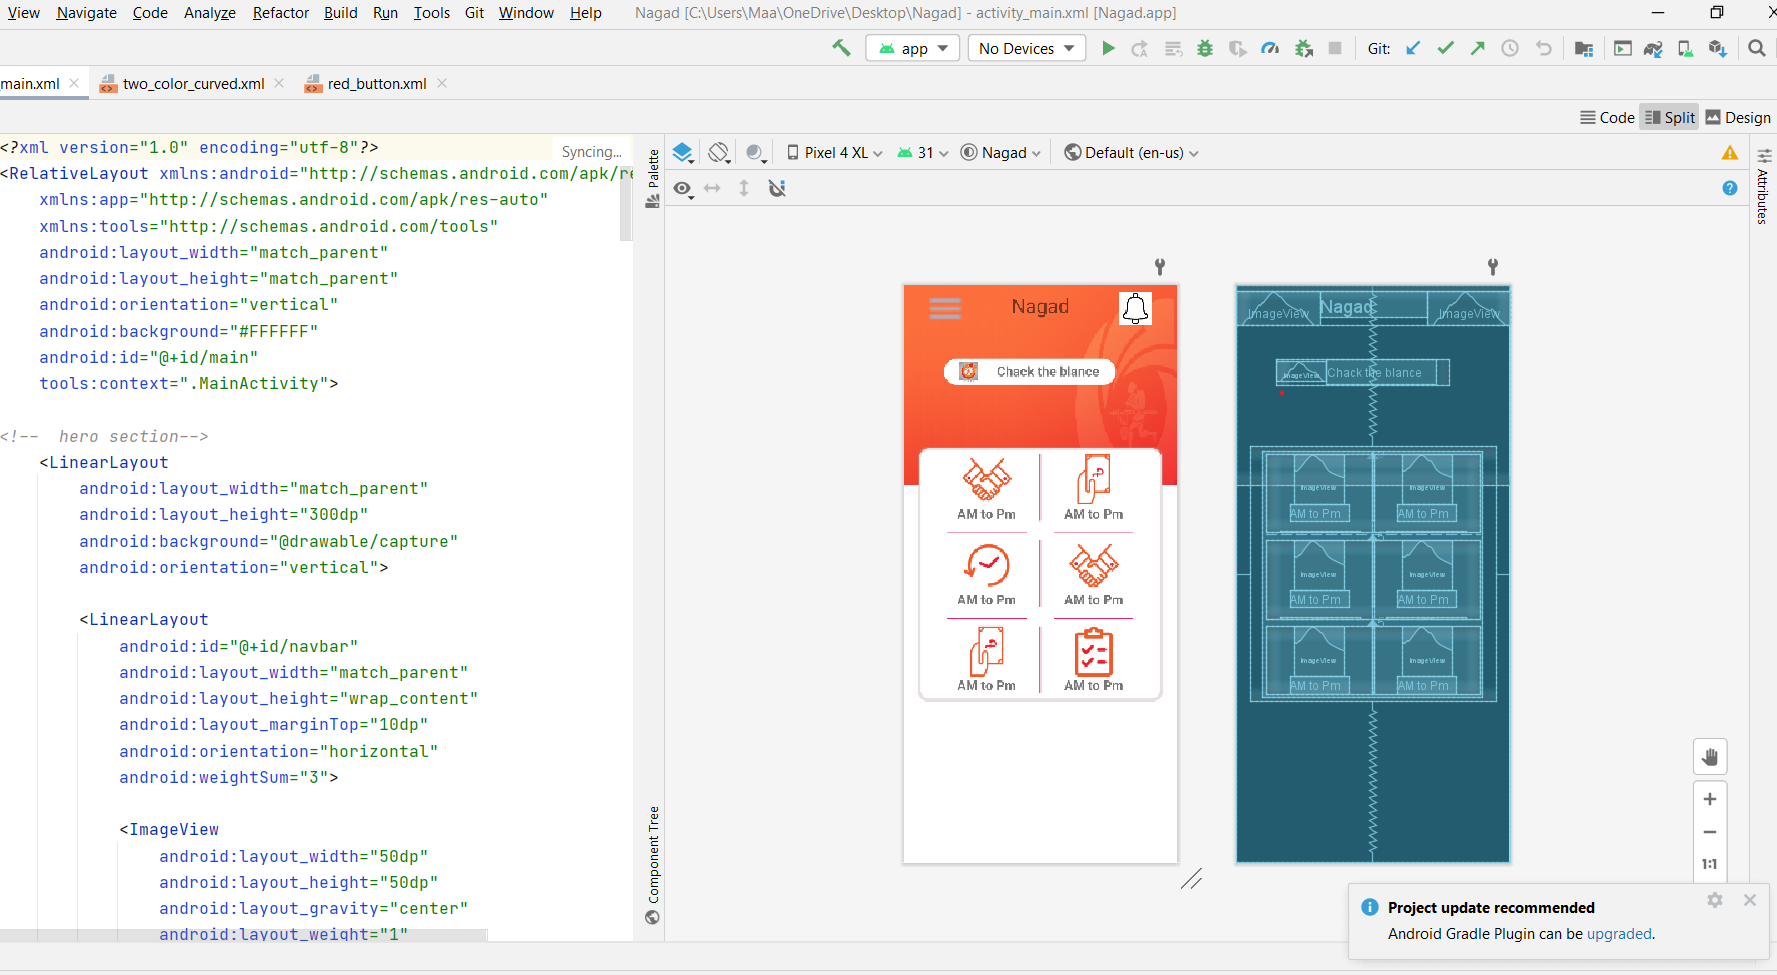 View Navigate Code Analyze Refactor Build Run Tools Git Window Help Nagad [C:\Users\Maa\OneDrive\Desktop\Nagad] - activity_main.xml [Nagad.app]
app No Devices Git:
main.xml two_color_curved.xml red_button.xml
Code Split Design
<?xml version="1.0" encoding="utf-8"?>
Syncing...
<RelativeLayout xmlns:android="http://schemas.android.com/apk/re
xmlns:app="http://schemas.android.com/apk/res-auto"
xmlns:tools="http://schemas.android.com/tools"
android:layout_width="match_parent"
android:layout_height="match_parent"
android:orientation="vertical"
android:background="#FFFFFF"
android:id="@+id/main"
tools:context=".MainActivity">
<!--  hero section-->
<LinearLayout
android:layout_width="match_parent"
android:layout_height="300dp"
android:background="@drawable/capture"
android:orientation="vertical">
<LinearLayout
android:id="@+id/navbar"
android:layout_width="match_parent"
android:layout_height="wrap_content"
android:layout_marginTop="10dp"
android:orientation="horizontal"
android:weightSum="3">
<ImageView
android:layout_width="50dp"
android:layout_height="50dp"
android:layout_gravity="center"
android:layout_weight="1"
Palette
Component Tree
Pixel 4 XL 31 Nagad Default (en-us)
Attributes
Nagad
Chack the blance
AM to Pm AM to Pm
AM to Pm AM to Pm
AM to Pm AM to Pm
ImageView Nagad ImageView
ImageView Chack the blance
ImageView ImageView
AM to Pm AM to Pm
ImageView ImageView
AM to Pm AM to Pm
ImageView ImageView
AM to Pm AM to Pm
1:1
Project update recommended
Android Gradle Plugin can be upgraded.